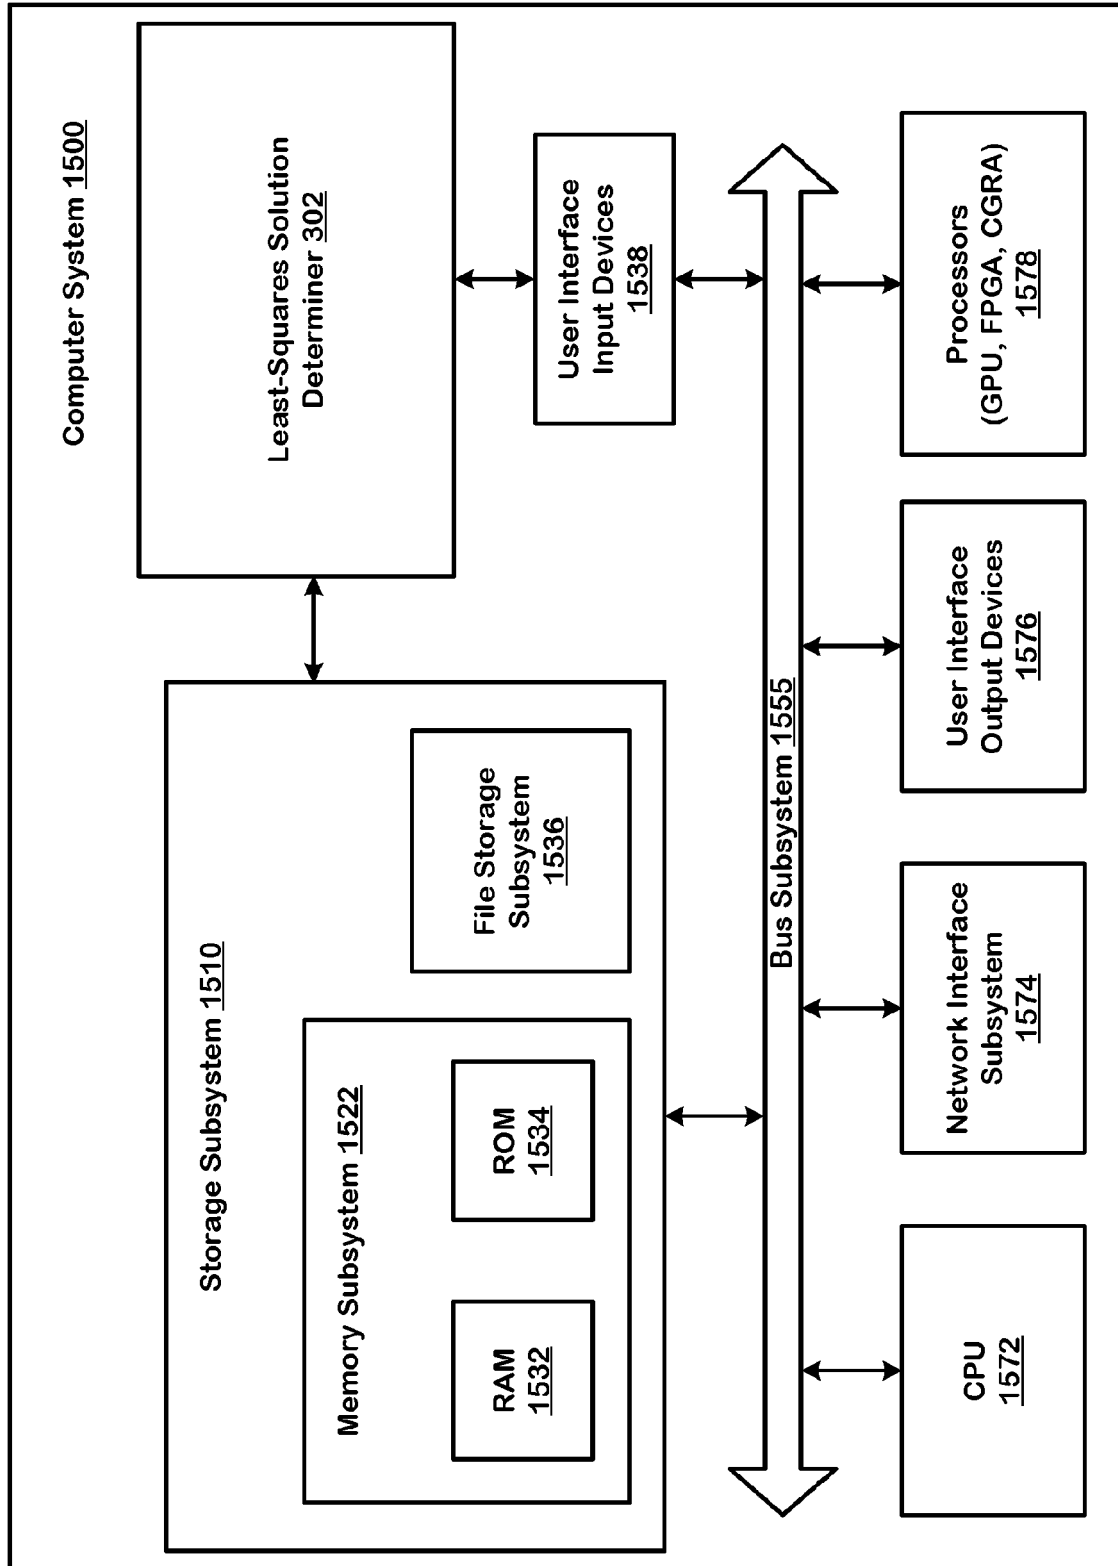 Computer System 1500
Storage Subsystem 1510
Memory Subsystem 1522
RAM
1532
ROM
1534
File Storage
Subsystem
1536
Least-Squares Solution
Determiner 302
User Interface
Input Devices
1538
Bus Subsystem 1555
CPU
1572
Network Interface
Subsystem
1574
User Interface
Output Devices
1576
Processors
(GPU, FPGA, CGRA)
1578